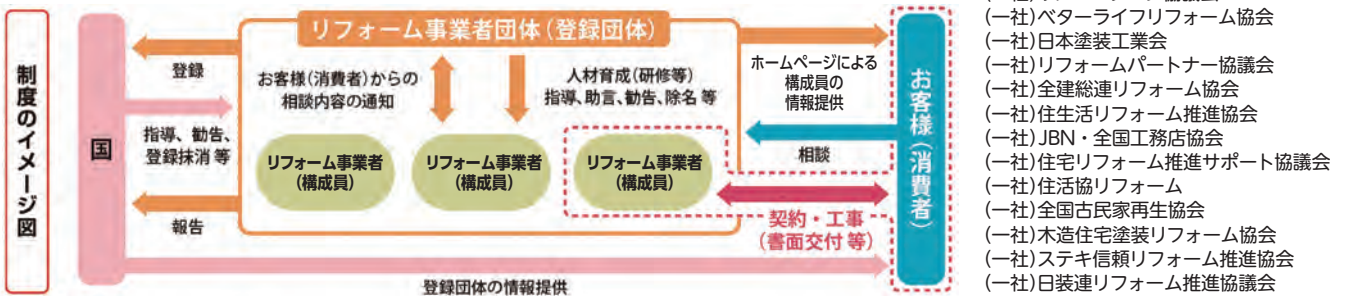 制度のイメージ図
国
登録
指導、勧告、
登録抹消 等
報告
リフォーム事業者団体(登録団体)
お客様(消費者)からの
相談内容の通知
人材育成(研修等)
指導、助言、勧告、除名 等
リフォーム事業者
(構成員)
リフォーム事業者
(構成員)
リフォーム事業者
(構成員)
ホームページによる
構成員の
情報提供
相談
契約・工事
(書面交付 等)
お客様(消費者)
登録団体の情報提供
(一社)ベターライフリフォーム協会
(一社)日本塗装工業会
(一社)リフォームパートナー協議会
(一社)全建総連リフォーム協会
(一社)住生活リフォーム推進協会
(一社)JBN・全国工務店協会
(一社)住宅リフォーム推進サポート協議会
(一社)住活協リフォーム
(一社)全国古民家再生協会
(一社)木造住宅塗装リフォーム協会
(一社)ステキ信頼リフォーム推進協会
(一社)日装連リフォーム推進協議会